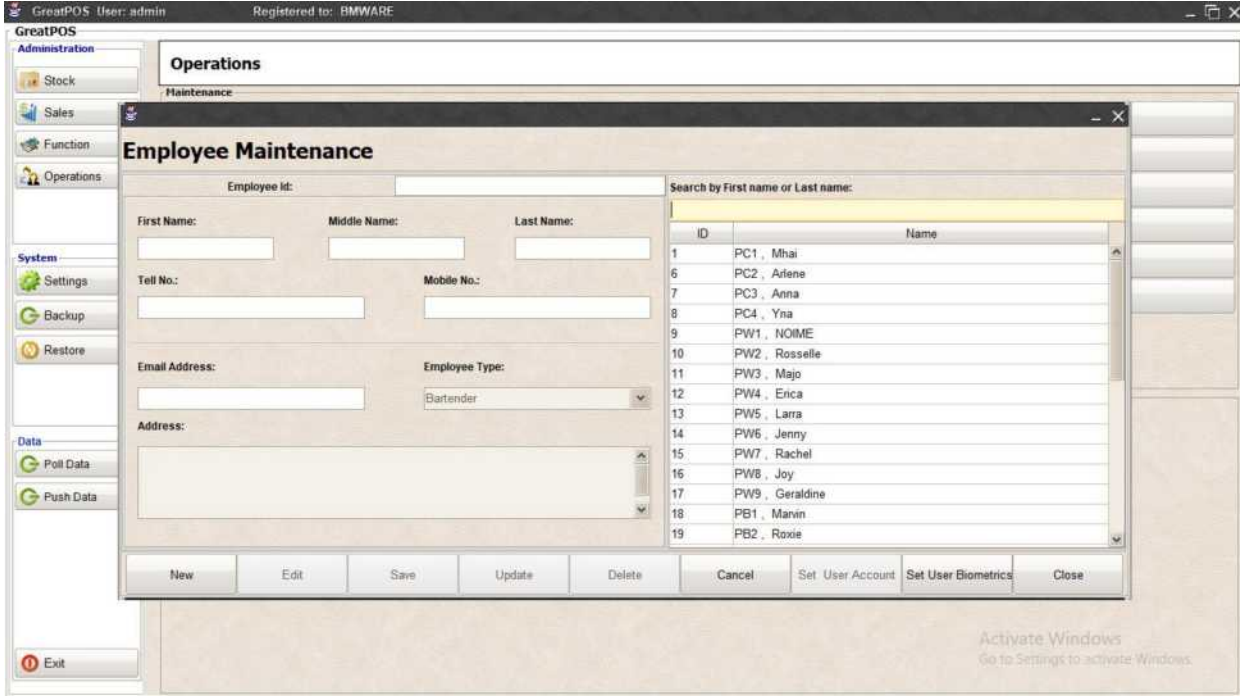 GreatPOS User: admin Registered to: BMWARE
GreatPOS
Administration
Stock
Sales
Function
Operations
System
Settings
Backup
Restore
Data
Poll Data
Push Data
Exit
Operations
Maintenance
Employee Maintenance
Employee Id:
First Name: Middle Name: Last Name:
Tell No.: Mobile No.:
Email Address: Employee Type:
Bartender
Address:
Search by First name or Last name:
ID Name
1 PC1 , Mhai
6 PC2 , Arlene
7 PC3 , Anna
8 PC4 , Yna
9 PW1 , NOIME
10 PW2 , Rosselle
11 PW3 , Majo
12 PW4 , Erica
13 PW5 , Larra
14 PW6 , Jenny
15 PW7 , Rachel
16 PW8 , Joy
17 PW9 , Geraldine
18 PB1 , Marvin
19 PB2 , Roxie
New Edit Save Update Delete Cancel Set User Account Set User Biometrics Close
Activate Windows
Go to Settings to activate Windows.